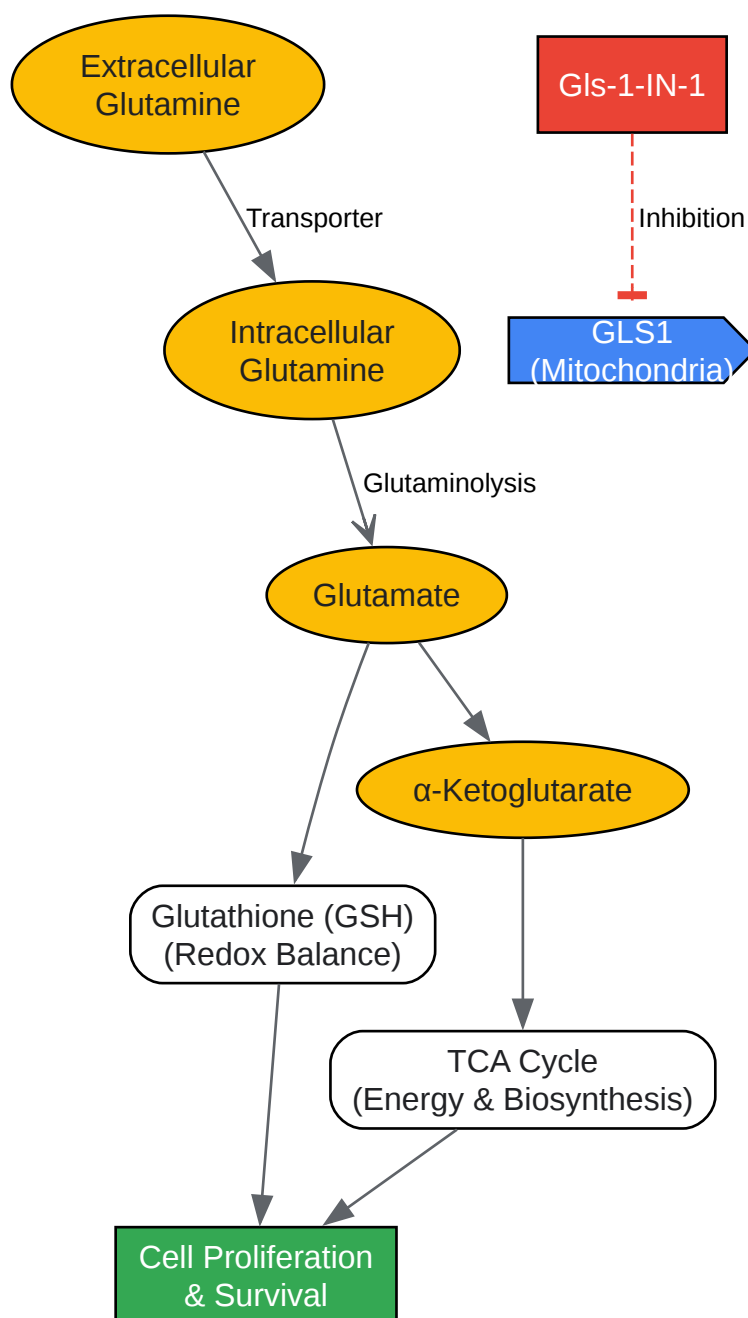 Extracellular
Glutamine
Gls-1-IN-1
Transporter
Inhibition
Intracellular
Glutamine
GLS1
(Mitochondria)
Glutaminolysis
Glutamate
α-Ketoglutarate
Glutathione (GSH)
(Redox Balance)
TCA Cycle
(Energy & Biosynthesis)
Cell Proliferation
& Survival